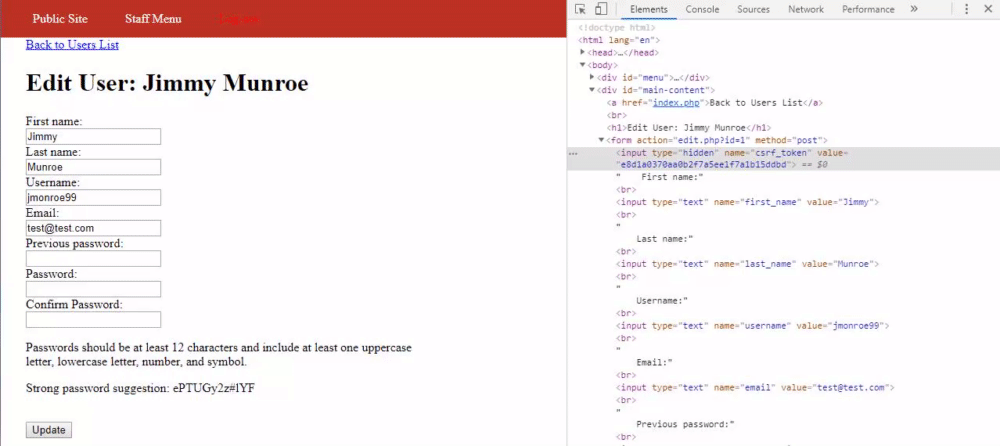 Public Site Staff Menu Log out
Back to Users List
Edit User: Jimmy Munroe
First name:
Jimmy
Last name:
Munroe
Username:
jmonroe99
Email:
test@test.com
Previous password:
Password:
Confirm Password:
Passwords should be at least 12 characters and include at least one uppercase
letter, lowercase letter, number, and symbol.
Strong password suggestion: ePTUGy2z#lYF
Update
Elements Console Sources Network Performance »
<!doctype html>
<html lang="en">
<head>…</head>
<body>
<div id="menu">…</div>
<div id="main-content">
<a href="index.php">Back to Users List</a>
<br>
<h1>Edit User: Jimmy Munroe</h1>
<form action="edit.php?id=1" method="post">
<input type="hidden" name="csrf_token" value=
"e8d1a0370aa0b2f7a5ee1f7a1b15ddbd"> == $0
" First name:"
<br>
<input type="text" name="first_name" value="Jimmy">
<br>
"
Last name:"
<br>
<input type="text" name="last_name" value="Munroe">
<br>
"
Username:"
<br>
<input type="text" name="username" value="jmonroe99">
<br>
"
Email:"
<br>
<input type="text" name="email" value="test@test.com">
<br>
"
Previous password:"
<br>